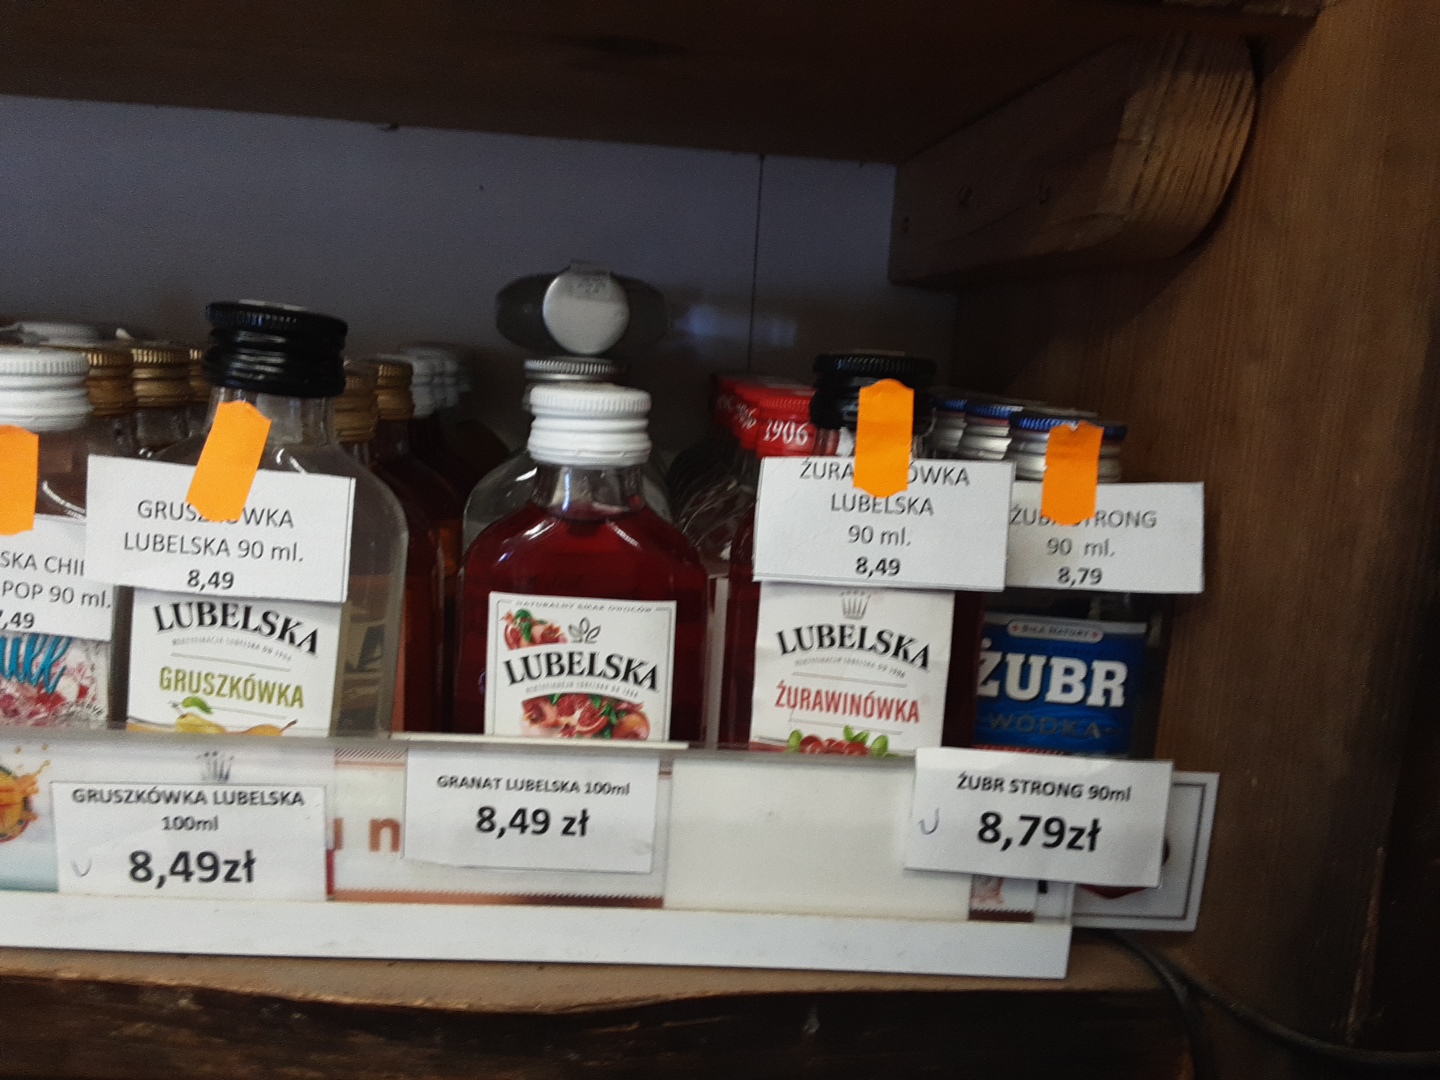 1906
SKA CHI
POP 90 ml.
,49
GRUSZKÓWKA
LUBELSKA 90 ml.
8,49
LUBELSKA
GRUSZKÓWKA
NATURALNY SMAK OWOCÓW
LUBELSKA
ŻURA ÓWKA
LUBELSKA
90 ml.
8,49
LUBELSKA
ŻURAWINÓWKA
ŻUB STRONG
90 ml.
8,79
ŻUBR
WÓDKA
GRUSZKÓWKA LUBELSKA
100ml
8,49zł
un
GRANAT LUBELSKA 100ml
8,49 zł
ŻUBR STRONG 90ml
8,79zł